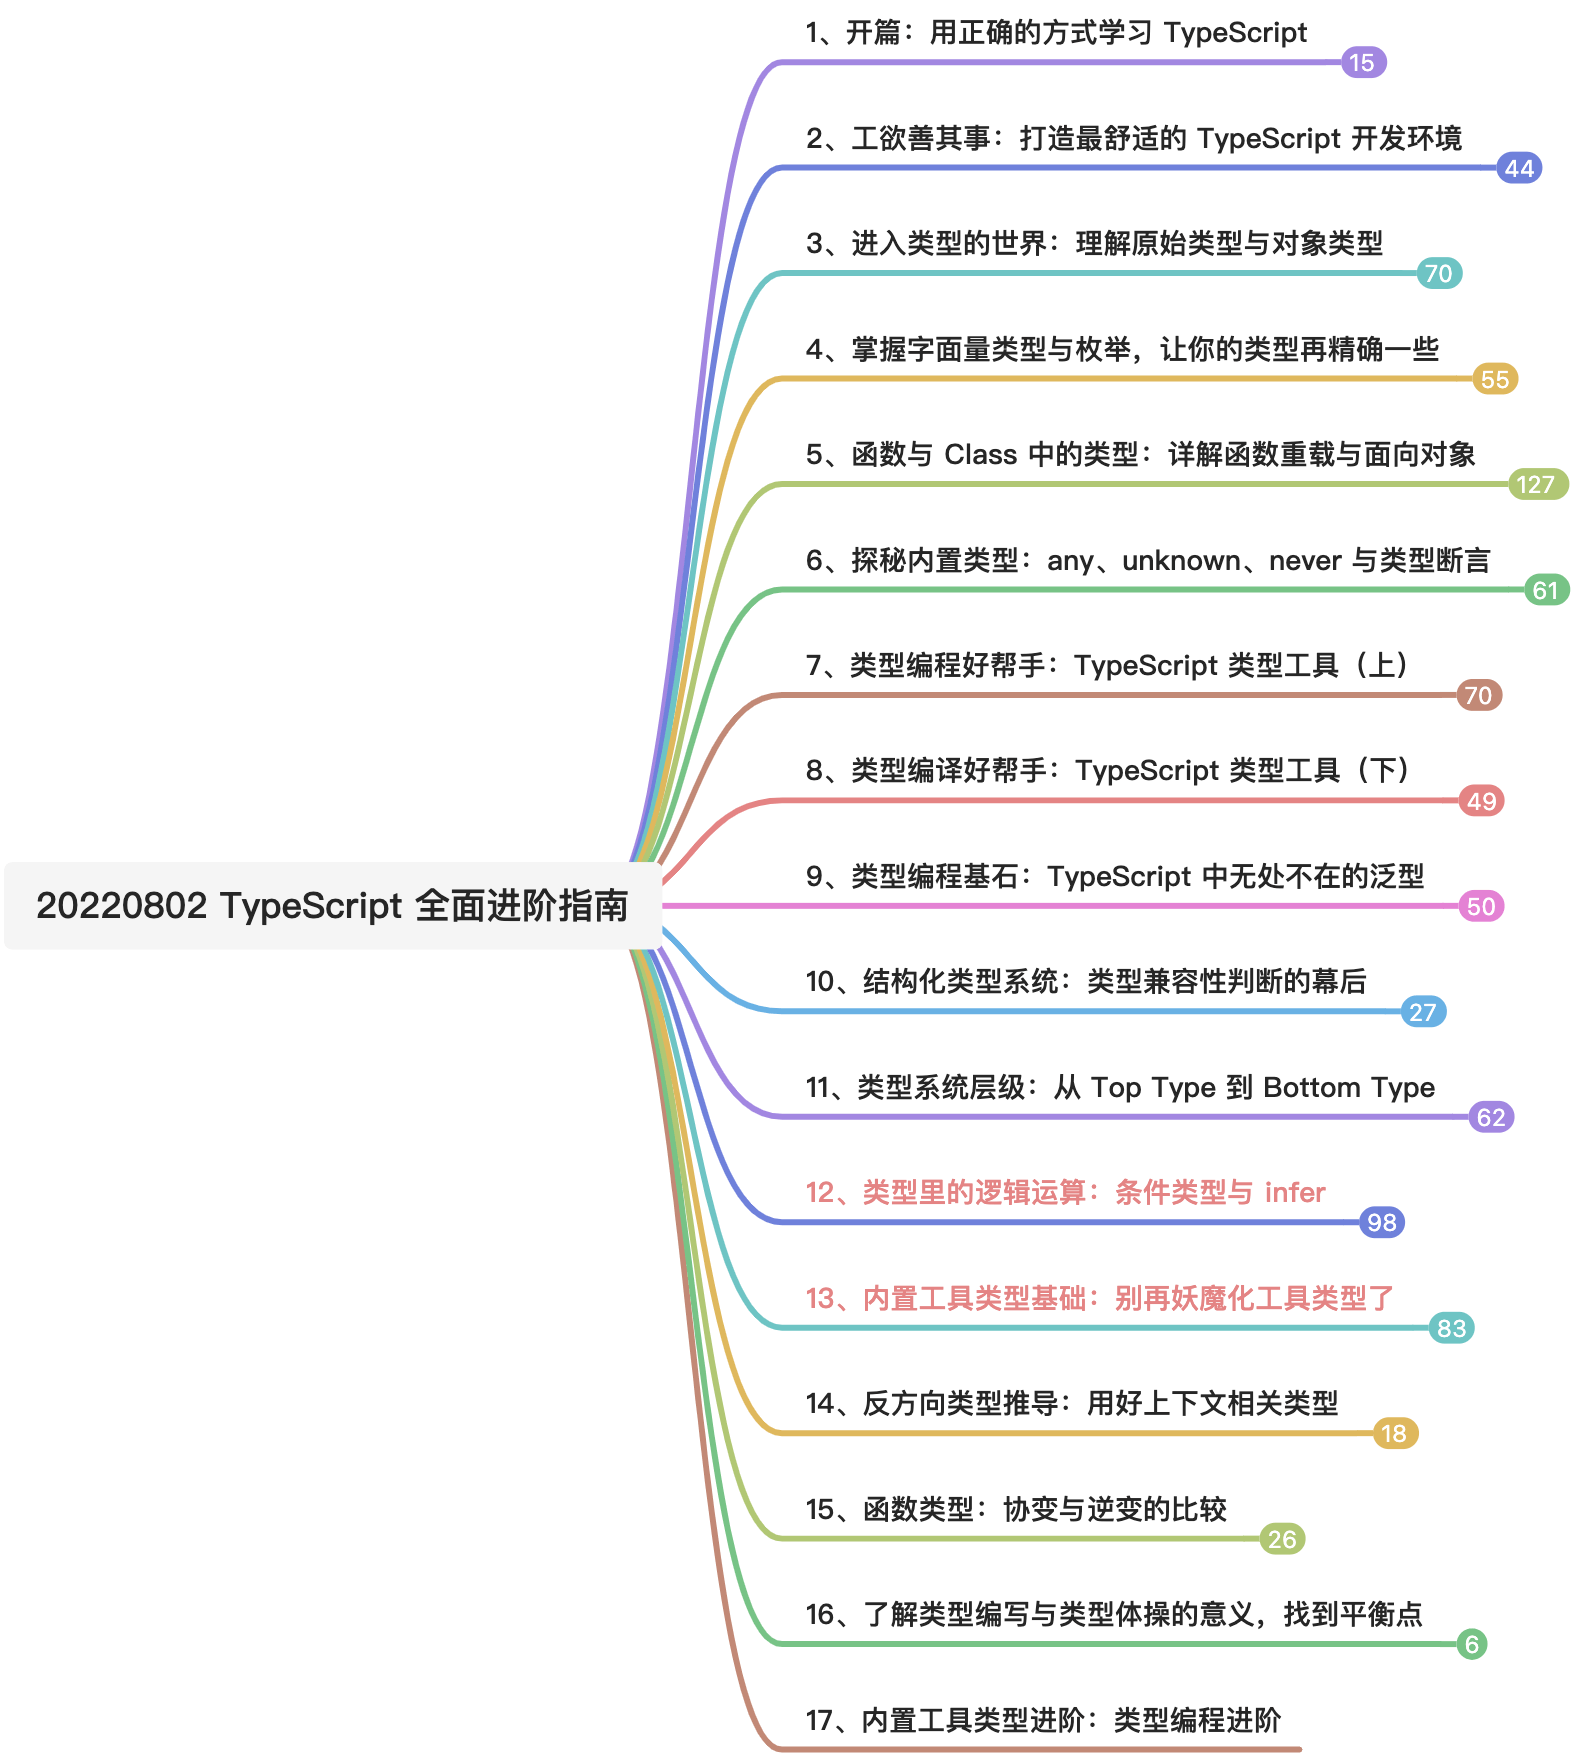 1、开篇：用正确的方式学习 TypeScript
15
2、工欲善其事：打造最舒适的 TypeScript 开发环境
44
3、进入类型的世界：理解原始类型与对象类型
70
4、掌握字面量类型与枚举，让你的类型再精确一些
55
5、函数与 Class 中的类型：详解函数重载与面向对象
127
6、探秘内置类型：any、unknown、never 与类型断言
61
7、类型编程好帮手：TypeScript 类型工具（上）
70
8、类型编译好帮手：TypeScript 类型工具（下）
49
9、类型编程基石：TypeScript 中无处不在的泛型
50
20220802 TypeScript 全面进阶指南
10、结构化类型系统：类型兼容性判断的幕后
27
11、类型系统层级：从 Top Type 到 Bottom Type
62
12、类型里的逻辑运算：条件类型与 infer
98
13、内置工具类型基础：别再妖魔化工具类型了
83
14、反方向类型推导：用好上下文相关类型
18
15、函数类型：协变与逆变的比较
26
16、了解类型编写与类型体操的意义，找到平衡点
6
17、内置工具类型进阶：类型编程进阶